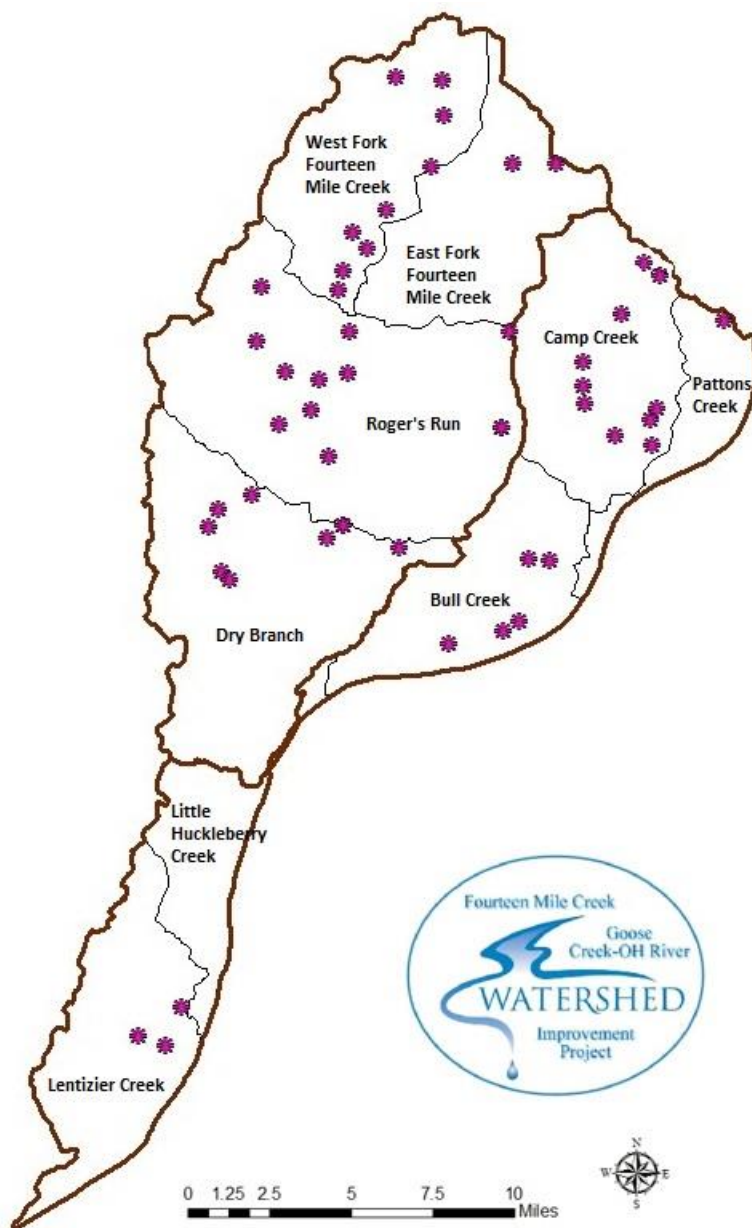 West Fork
Fourteen
Mile Creek
East Fork
Fourteen
Mile Creek
Camp Creek
Pattons
Creek
Roger's Run
Bull Creek
Dry Branch
Little
Huckleberry
Creek
Fourteen Mile Creek
Goose
Creek-OH River
WATERSHED
Improvement
Project
Lentizier Creek
N
W E
S
0 1.25 2.5 5 7.5 10
Miles